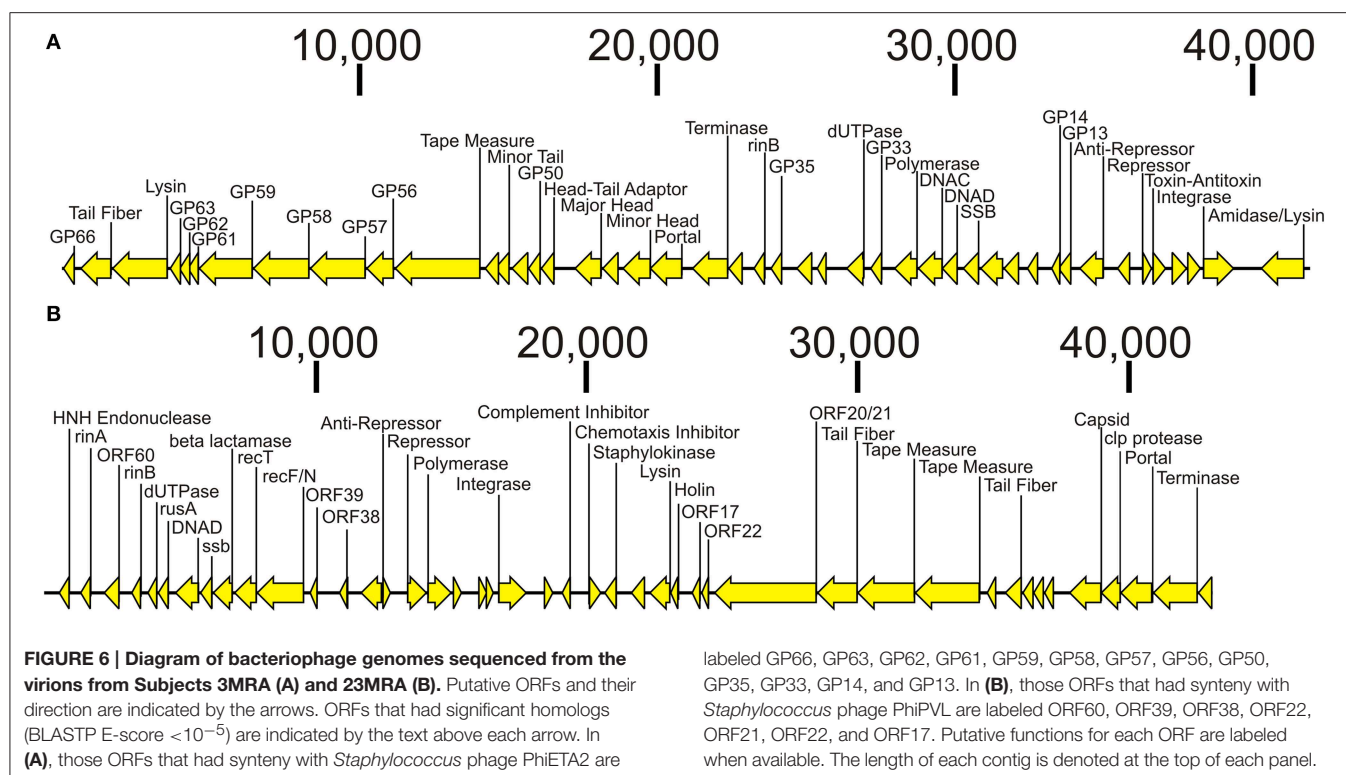 A
10,000 20,000 30,000 40,000
GP66
Tail Fiber
Lysin
GP63
GP62
GP61
GP59
GP58
GP57
GP56
Tape Measure
Minor Tail
GP50
Head-Tail Adaptor
Major Head
Minor Head
Portal
Terminase
rinB
GP35
dUTPase
GP33
Polymerase
DNAC
DNAD
SSB
GP14
GP13
Anti-Repressor
Repressor
Toxin-Antitoxin
Integrase
Amidase/Lysin
B
10,000 20,000 30,000 40,000
HNH Endonuclease
rinA
ORF60
rinB
dUTPase
rusA
DNAD
ssb
beta lactamase
recT
recF/N
ORF39
ORF38
Anti-Repressor
Repressor
Polymerase
Integrase
Complement Inhibitor
Chemotaxis Inhibitor
Staphylokinase
Lysin
Holin
ORF17
ORF22
ORF20/21
Tail Fiber
Tape Measure
Tape Measure
Tail Fiber
Capsid
clp protease
Portal
Terminase
FIGURE 6 | Diagram of bacteriophage genomes sequenced from the
virions from Subjects 3MRA (A) and 23MRA (B). Putative ORFs and their
direction are indicated by the arrows. ORFs that had significant homologs
(BLASTP E-score <10−5) are indicated by the text above each arrow. In
(A), those ORFs that had synteny with Staphylococcus phage PhiETA2 are
labeled GP66, GP63, GP62, GP61, GP59, GP58, GP57, GP56, GP50,
GP35, GP33, GP14, and GP13. In (B), those ORFs that had synteny with
Staphylococcus phage PhiPVL are labeled ORF60, ORF39, ORF38, ORF22,
ORF21, ORF22, and ORF17. Putative functions for each ORF are labeled
when available. The length of each contig is denoted at the top of each panel.